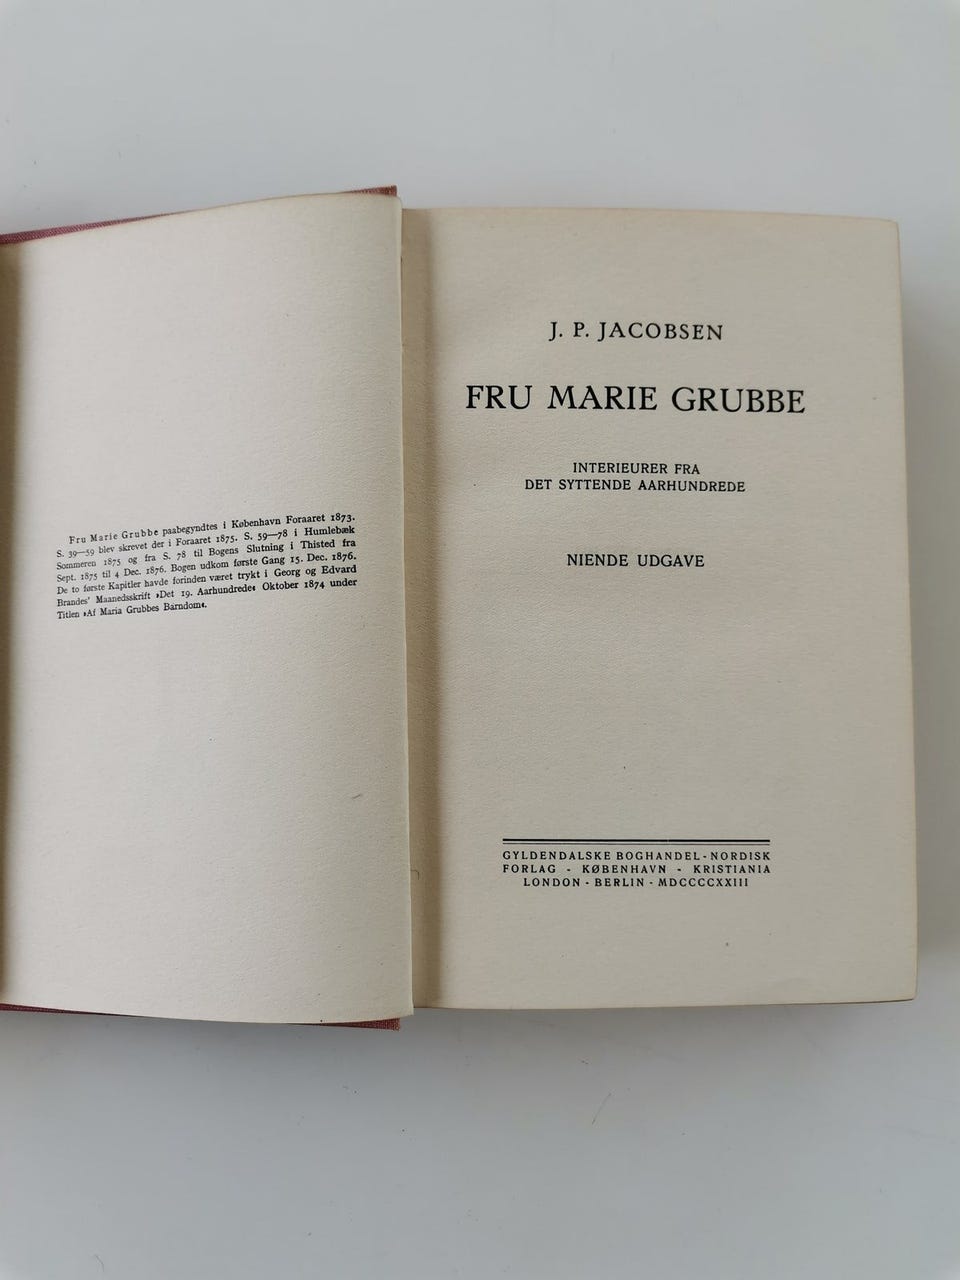 Fru Marie Grubbe paabegyndtes i København Foraaret 1873.
S. 39—59 blev skrevet der i Foraaret 1875. S. 59—78 i Humlebæk
Sommeren 1875 og fra S. 78 til Bogens Slutning i Thisted fra
Sept. 1875 til 4 Dec. 1876. Bogen udkom første Gang 15. Dec. 1876.
De to første Kapitler havde forinden været trykt i Georg og Edvard
Brandes' Maanedsskrift »Det 19. Aarhundrede« Oktober 1874 under
Titlen »Af Maria Grubbes Barndom«.
J. P. JACOBSEN
FRU MARIE GRUBBE
INTERIEURER FRA
DET SYTTENDE AARHUNDREDE
NIENDE UDGAVE
GYLDENDALSKE BOGHANDEL - NORDISK
FORLAG - KØBENHAVN - KRISTIANIA
LONDON - BERLIN - MDCCCCXXIII